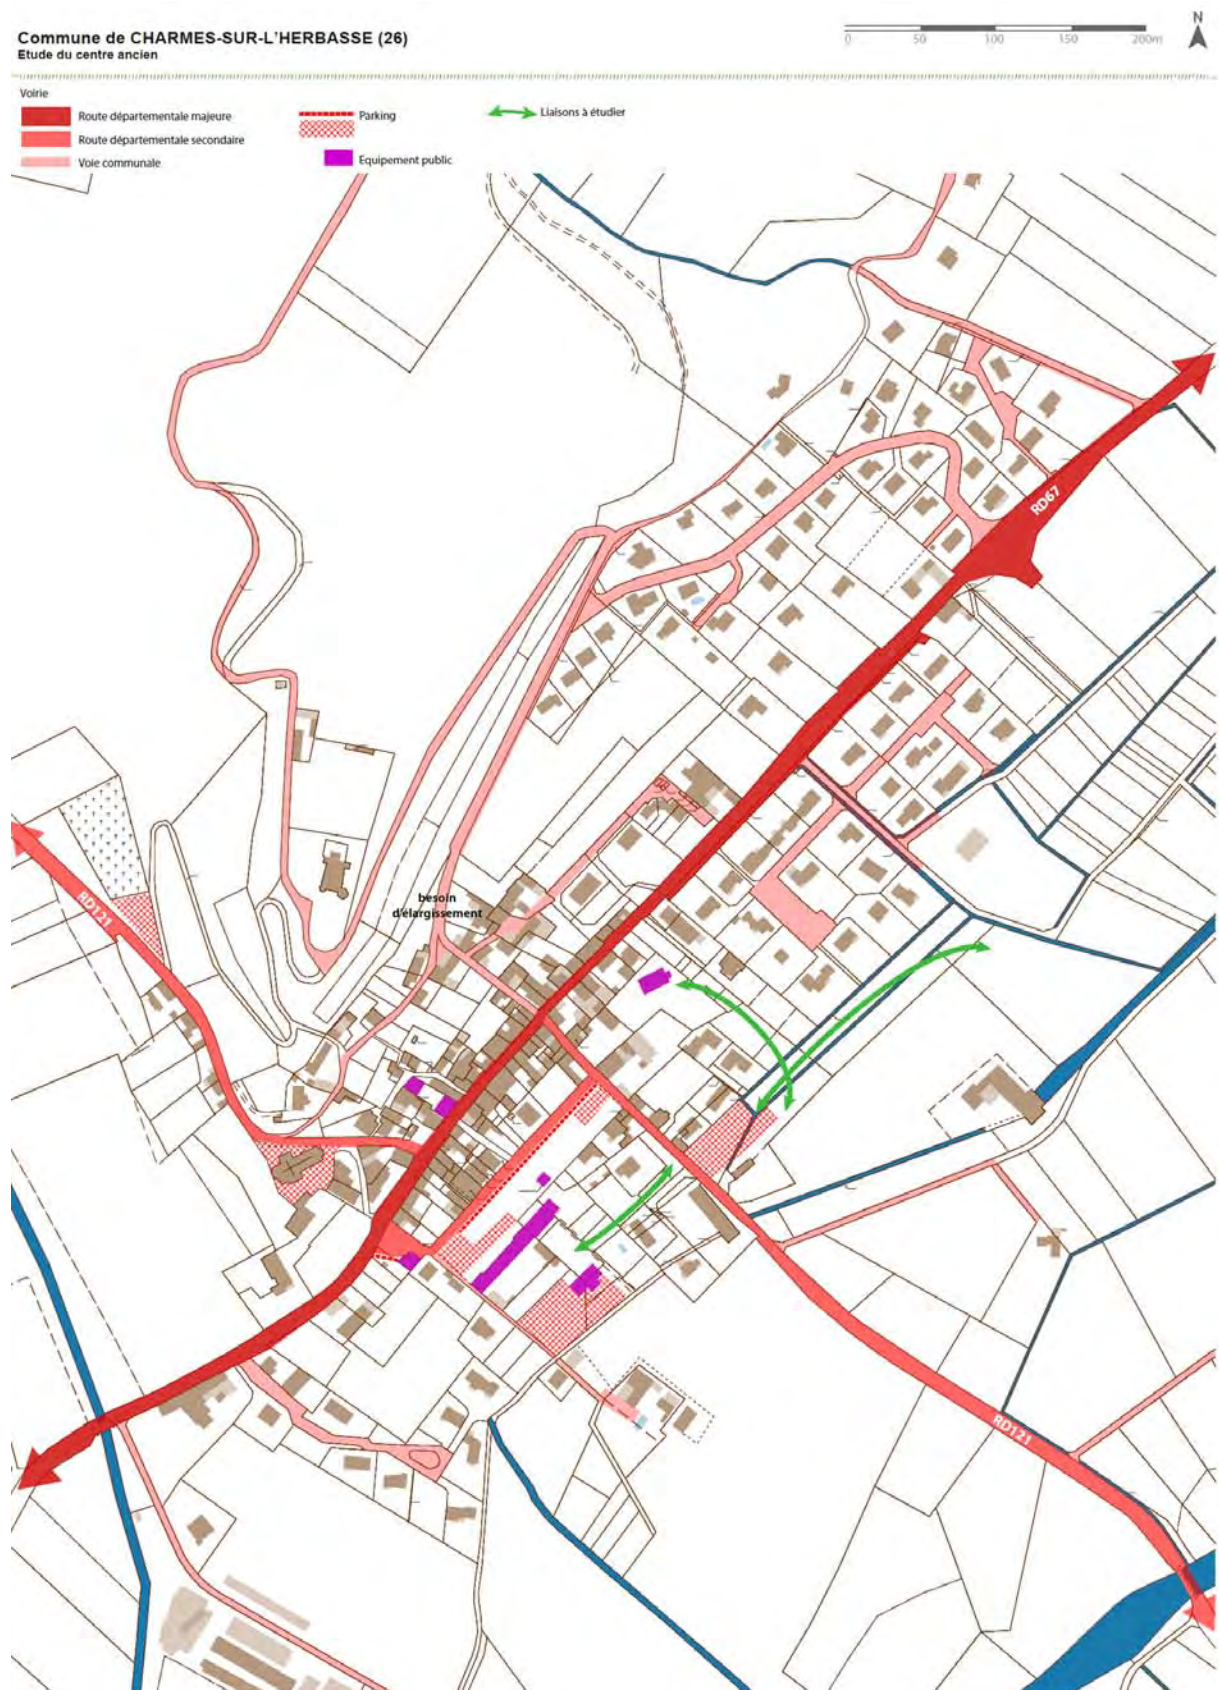 Commune de CHARMES-SUR-L'HERBASSE (26)
Etude du centre ancien
0 50 100 150 200m
N
Voirie
Route départementale majeure
Route départementale secondaire
Voie communale
Parking
Equipement public
Liaisons à étudier
RD67
besoin
d'élargissement
RD121
RD121